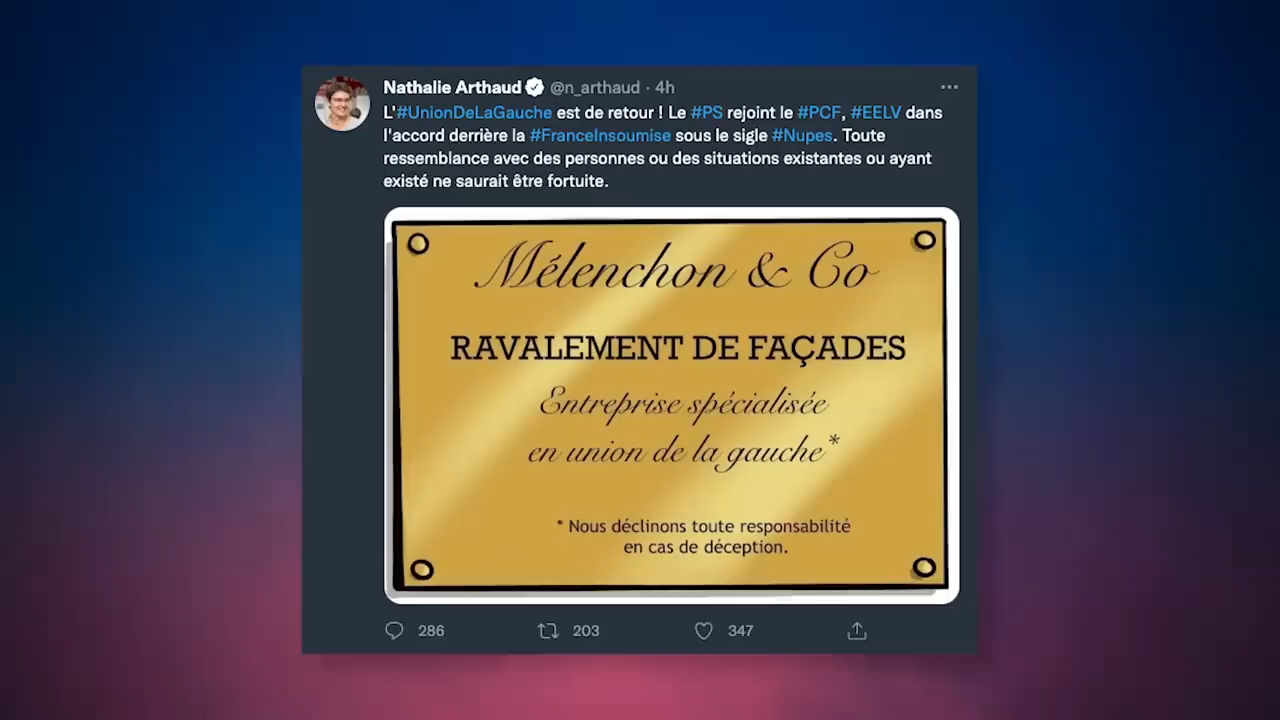 Nathalie Arthaud @n_arthaud · 4h
L'#UnionDeLaGauche est de retour ! Le #PS rejoint le #PCF, #EELV dans
l'accord derrière la #FranceInsoumise sous le sigle #Nupes. Toute
ressemblance avec des personnes ou des situations existantes ou ayant
existé ne saurait être fortuite.
Mélenchon & Co
RAVALEMENT DE FAÇADES
Entreprise spécialisée
en union de la gauche*
* Nous déclinons toute responsabilité
en cas de déception.
286 203 347